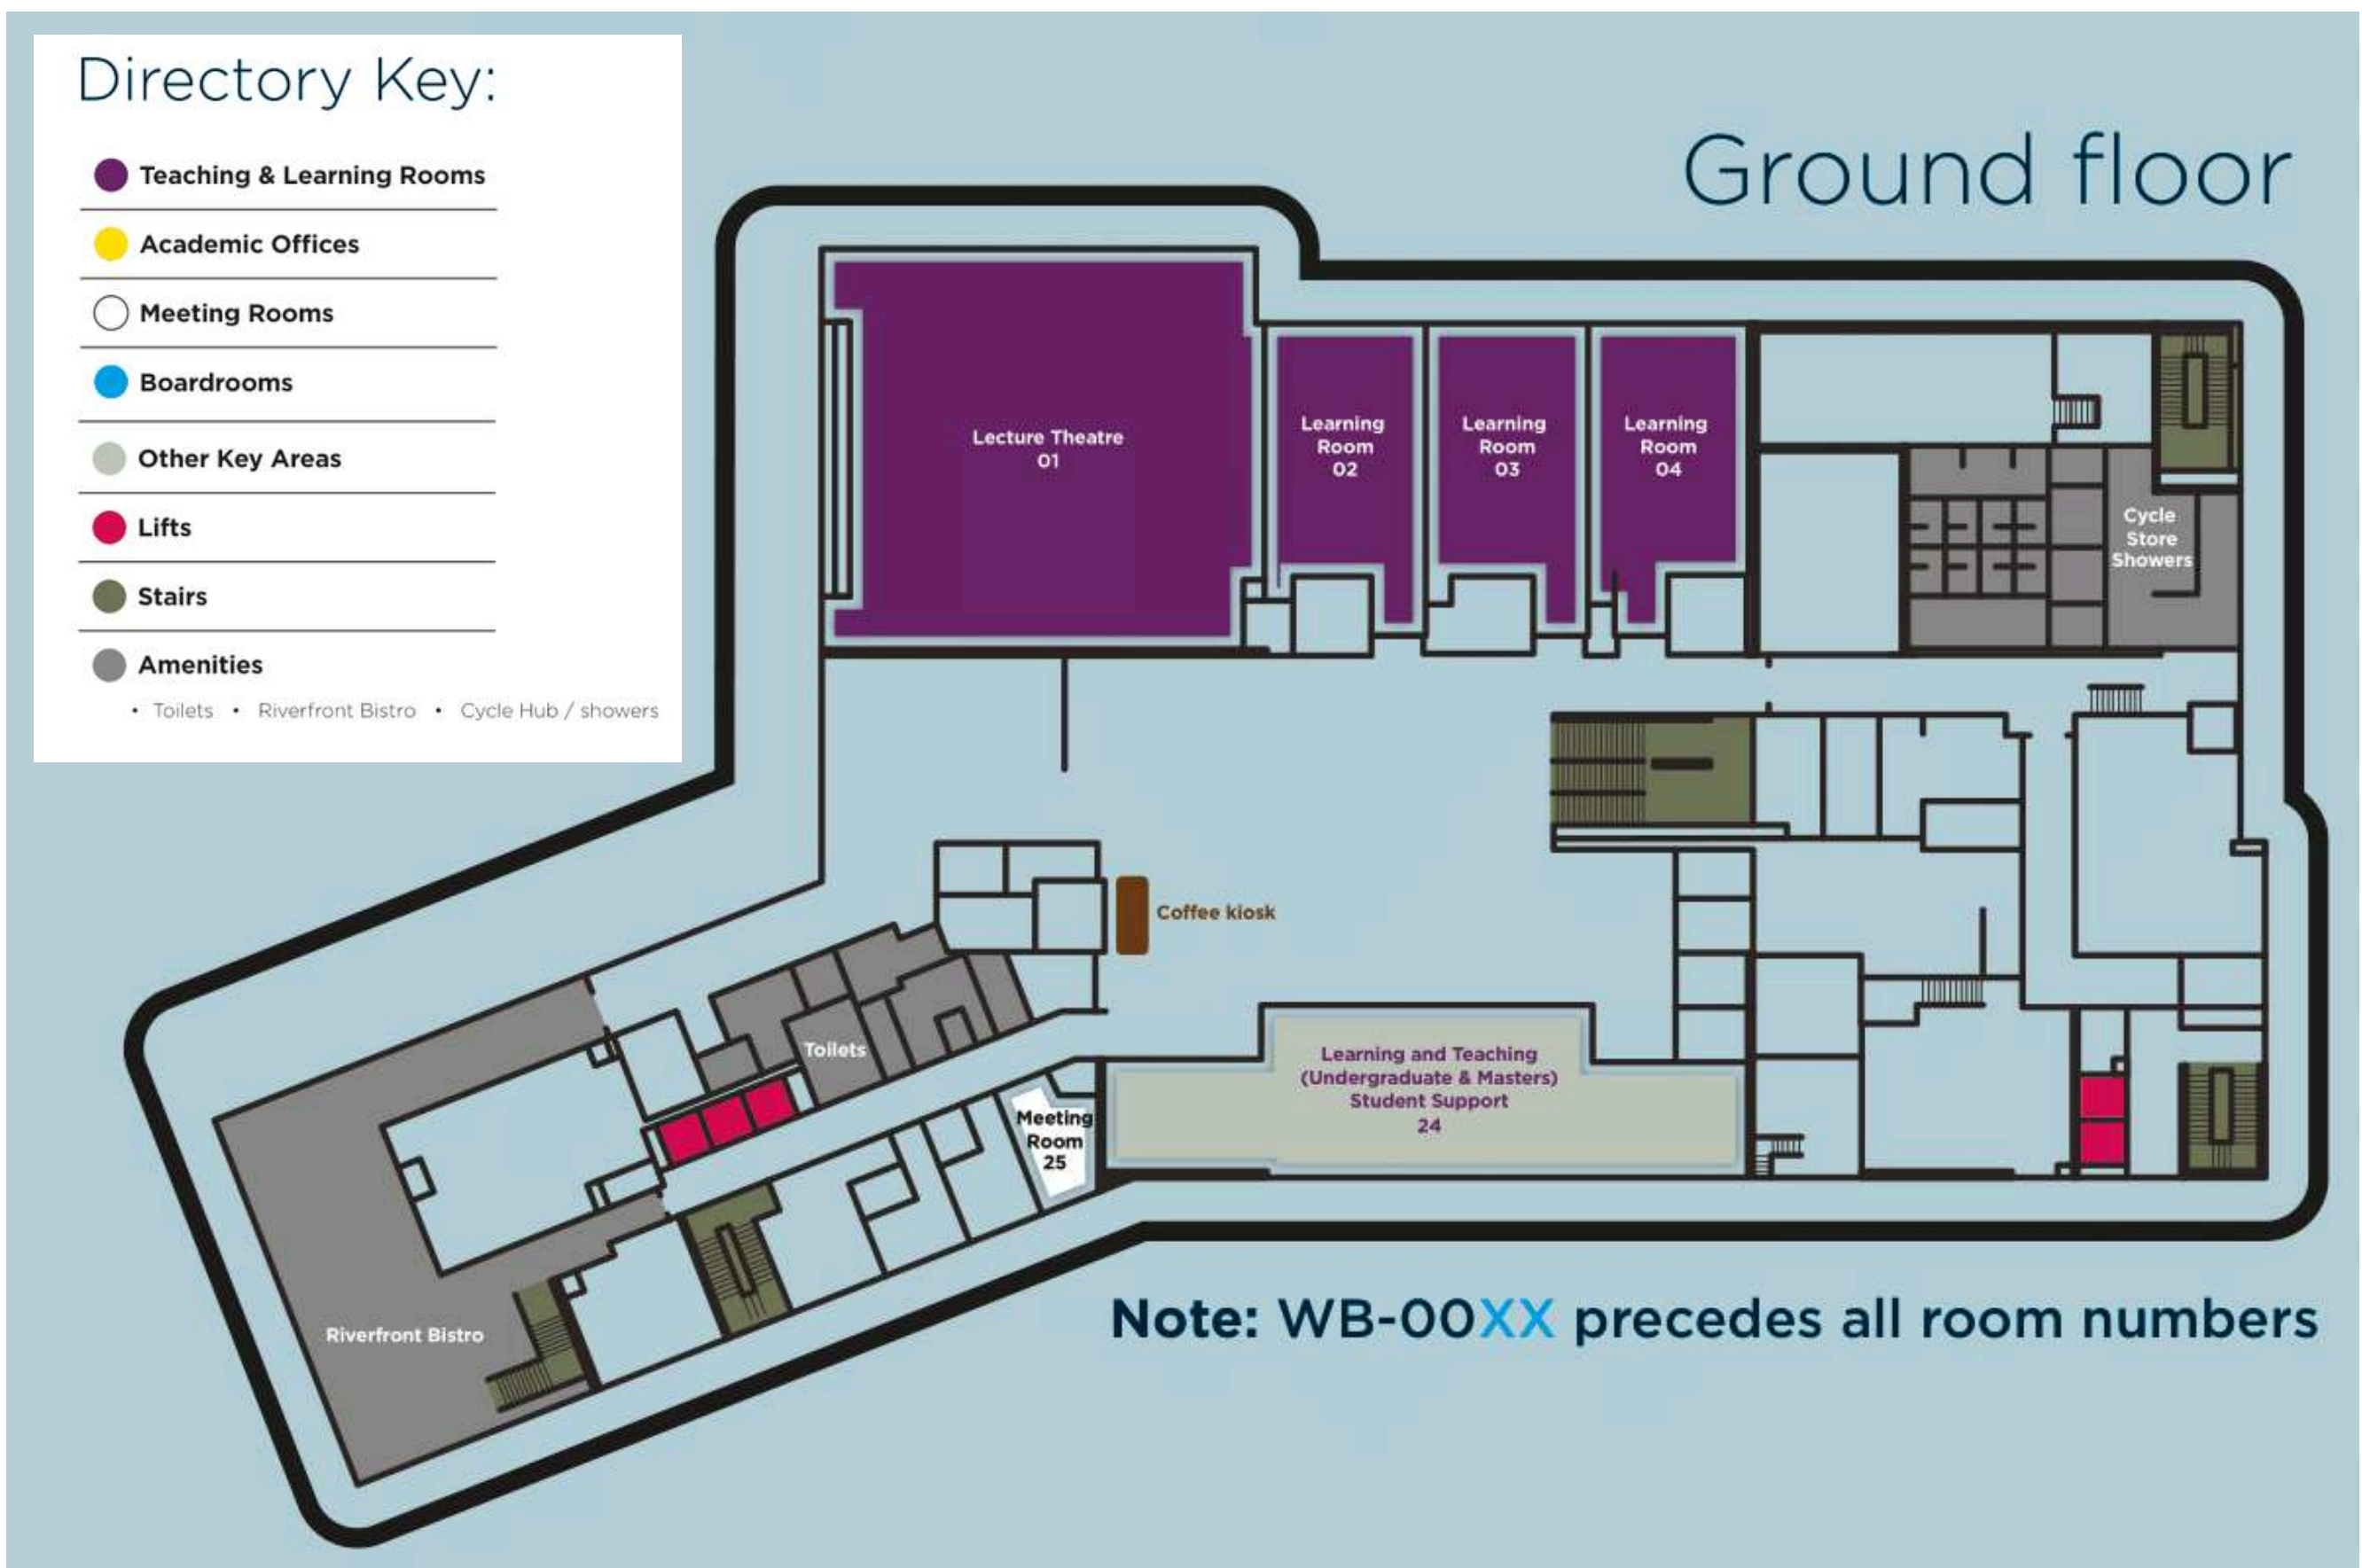 Directory Key:
Teaching & Learning Rooms
Academic Offices
Meeting Rooms
Boardrooms
Other Key Areas
Lifts
Stairs
Amenities
• Toilets • Riverfront Bistro • Cycle Hub / showers
Ground floor
Lecture Theatre
01
Learning
Room
02
Learning
Room
03
Learning
Room
04
Cycle
Store
Showers
Coffee kiosk
Toilets
Learning and Teaching
(Undergraduate & Masters)
Student Support
24
Meeting
Room
25
Riverfront Bistro
Note: WB-00XX precedes all room numbers